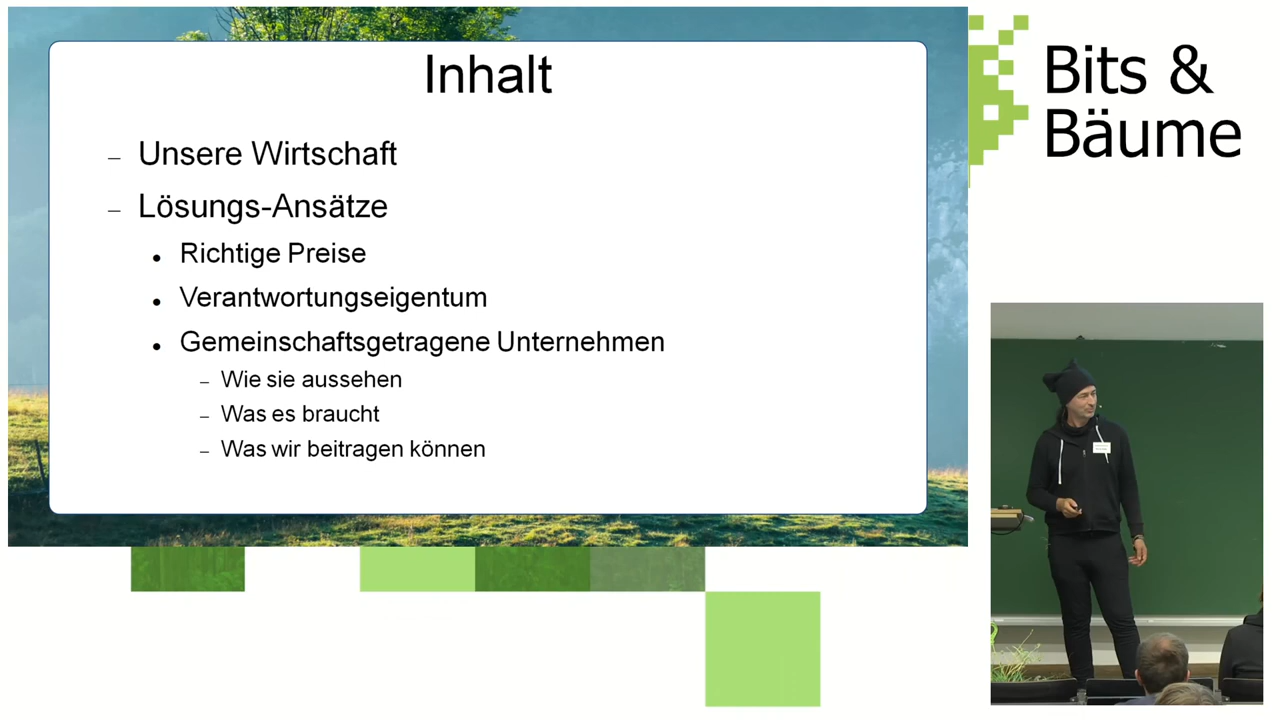 Inhalt
– Unsere Wirtschaft
– Lösungs-Ansätze
• Richtige Preise
• Verantwortungseigentum
• Gemeinschaftsgetragene Unternehmen
– Wie sie aussehen
– Was es braucht
– Was wir beitragen können
Bits &
Bäume